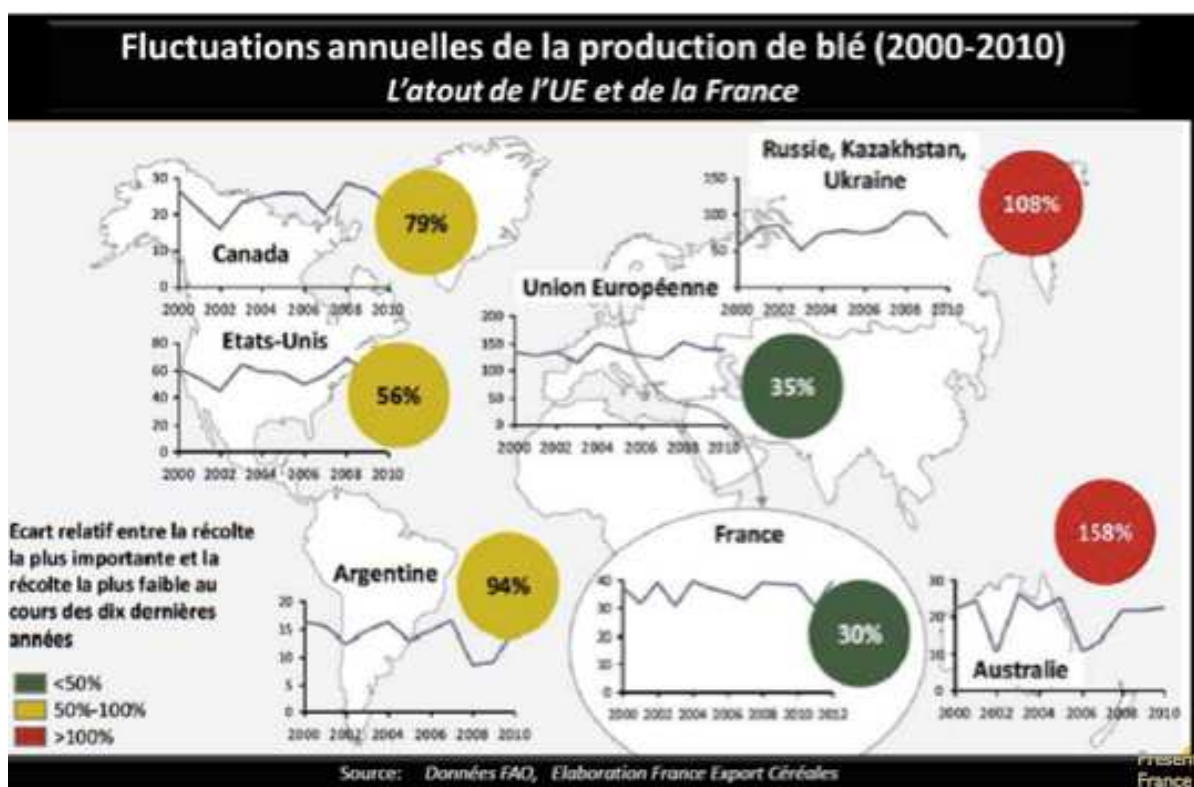 Fluctuations annuelles de la production de blé (2000-2010)
L'atout de l'UE et de la France
Russie, Kazakhstan,
Ukraine
150
100
50
2000 2002 2004 2006 2008 2010
108%
30
20
10
0
Canada
2000 2002 2004 2006 2008 2010
79%
Union Européenne
200
150
100
50
0
2000 2002 2004 2006 2008 2010
35%
Etats-Unis
80
60
40
20
0
2000 2002 2004 2006 2008 2010
56%
Ecart relatif entre la récolte
la plus importante et la
récolte la plus faible au
cours des dix dernières
années
<50%
50%-100%
>100%
Argentine
20
15
10
5
0
2000 2002 2004 2006 2008 2010
94%
France
40
30
20
10
0
2000 2002 2004 2006 2008 2010 2012
30%
158%
30
20
10
0
Australie
2000 2002 2004 2006 2008 2010
Source: Données FAO, Elaboration France Export Céréales
France